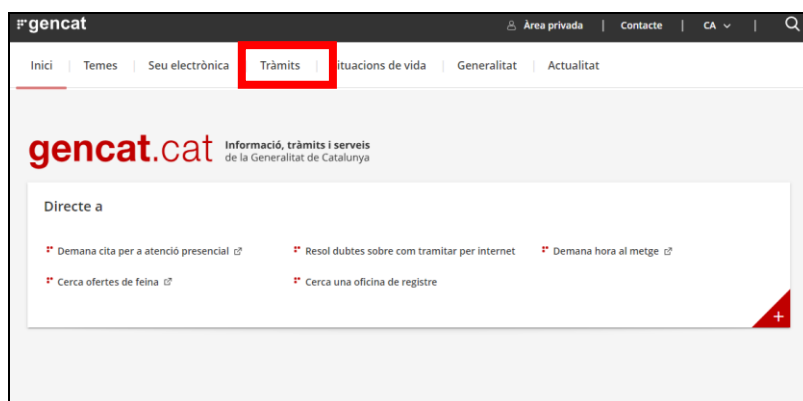 gencat
Àrea privada | Contacte | CA |
Inici | Temes | Seu electrònica | Tràmits | ituacions de vida | Generalitat | Actualitat
gencat.cat Informació, tràmits i serveis
de la Generalitat de Catalunya
Directe a
Demana cita per a atenció presencial
Resol dubtes sobre com tramitar per internet
Demana hora al metge
Cerca ofertes de feina
Cerca una oficina de registre
+